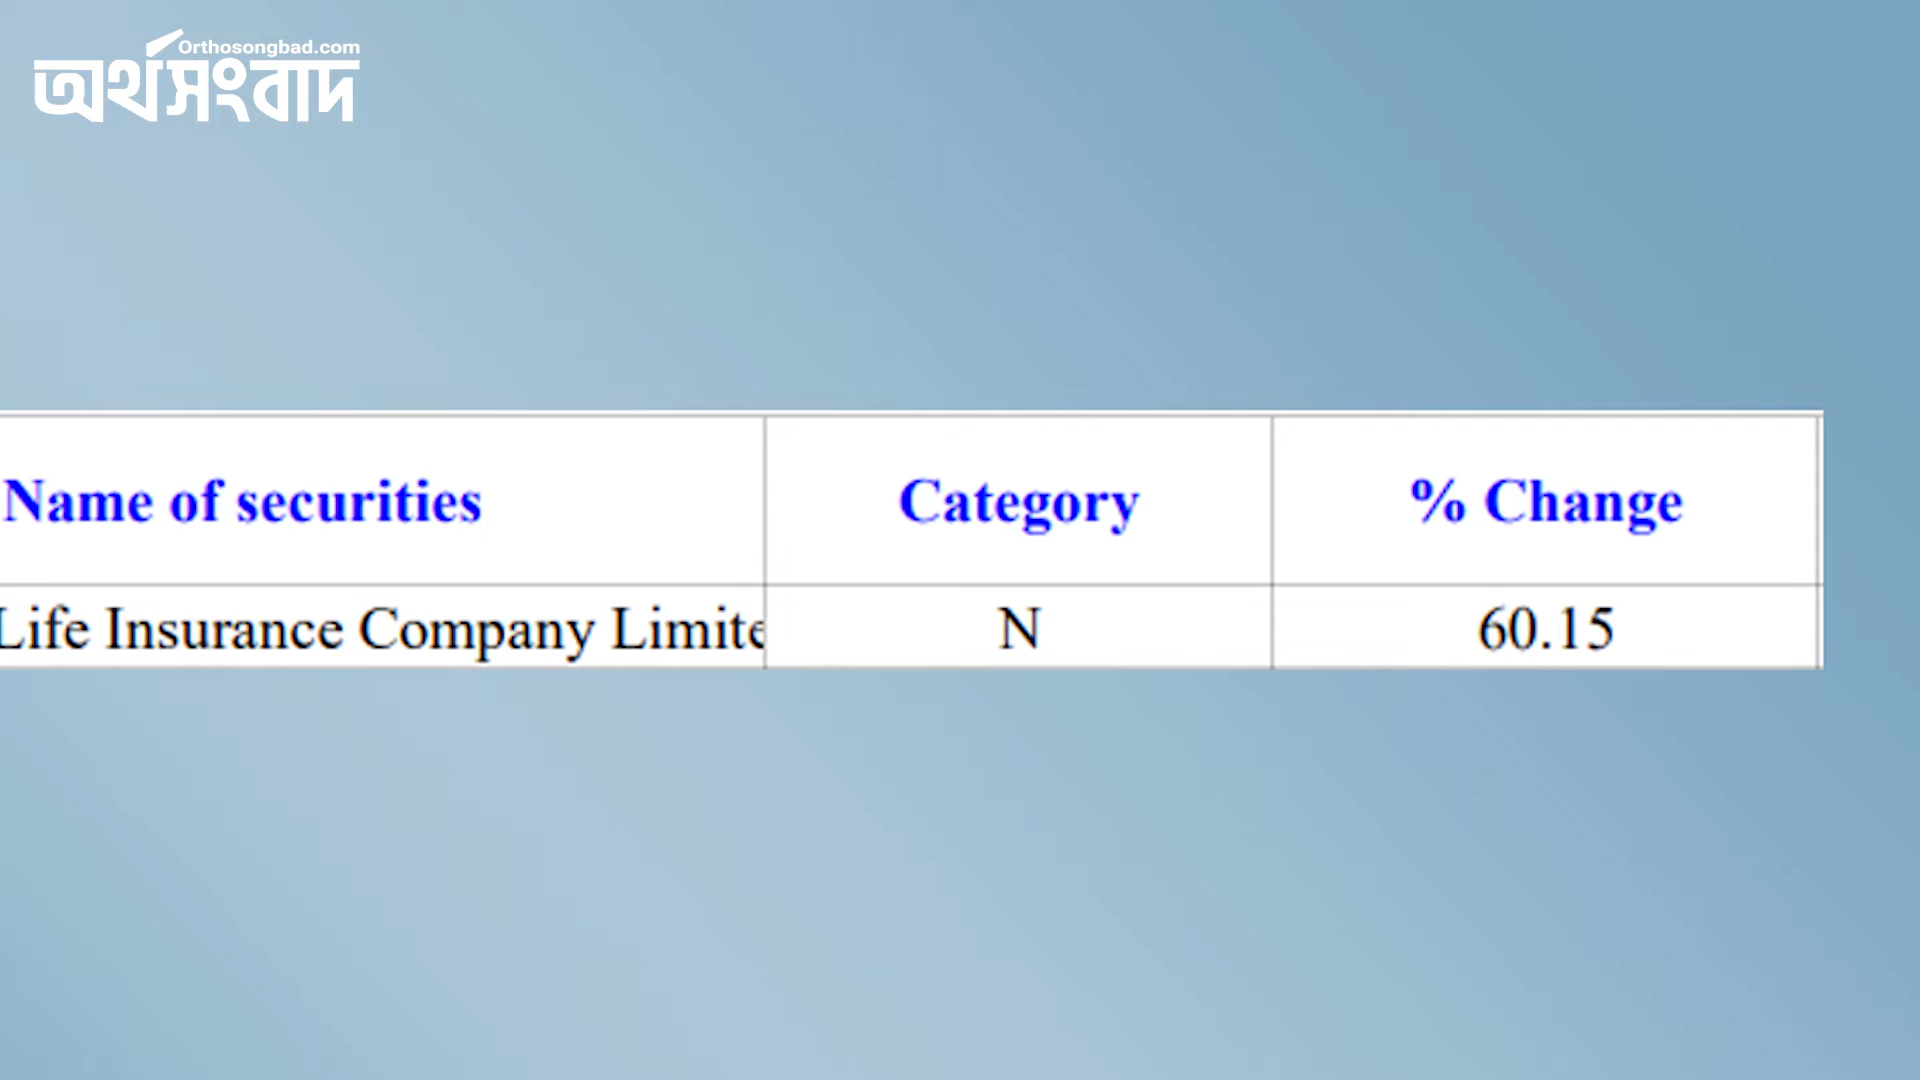 Orthosongbad.com
অর্থসংবাদ
Name of securities Category % Change
Life Insurance Company Limite N 60.15